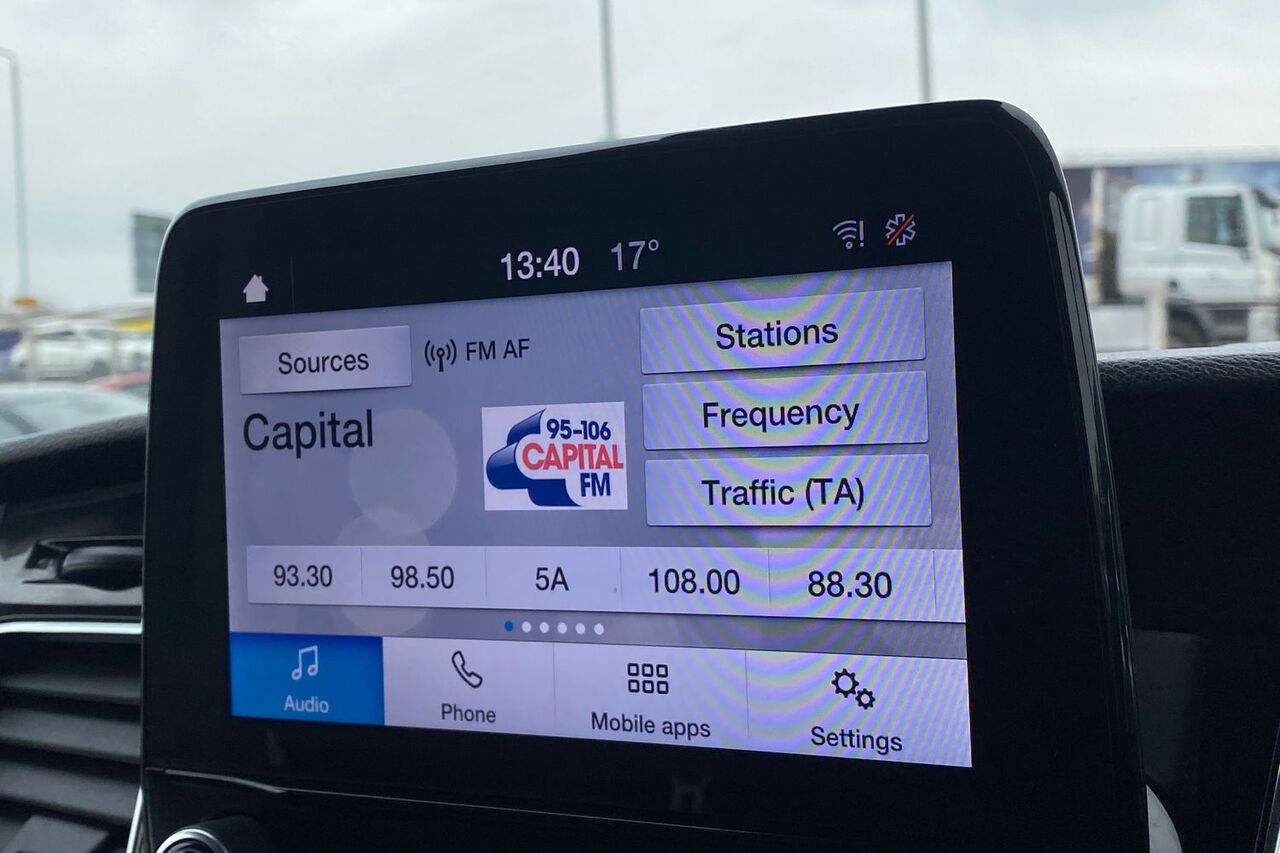 13:40 17°
Sources
FM AF
Stations
Capital
95-106
CAPITAL
FM
Frequency
Traffic (TA)
93.30 98.50 5A 108.00 88.30
Audio Phone Mobile apps Settings